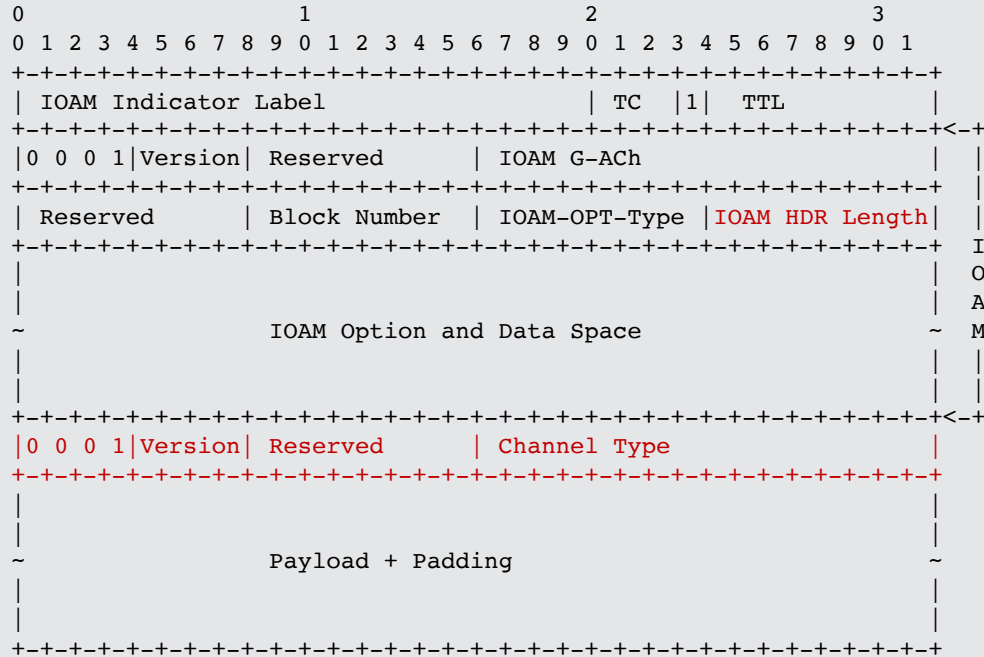 0                   1                   2                   3
0 1 2 3 4 5 6 7 8 9 0 1 2 3 4 5 6 7 8 9 0 1 2 3 4 5 6 7 8 9 0 1
+-+-+-+-+-+-+-+-+-+-+-+-+-+-+-+-+-+-+-+-+-+-+-+-+-+-+-+-+-+-+-+-+
| IOAM Indicator Label                  | TC  |1|  TTL          |
+-+-+-+-+-+-+-+-+-+-+-+-+-+-+-+-+-+-+-+-+-+-+-+-+-+-+-+-+-+-+-+-+<-+
|0 0 0 1|Version| Reserved      | IOAM G-ACh                    |  |
+-+-+-+-+-+-+-+-+-+-+-+-+-+-+-+-+-+-+-+-+-+-+-+-+-+-+-+-+-+-+-+-+  |
| Reserved      | Block Number  | IOAM-OPT-Type |IOAM HDR Length|  |
+-+-+-+-+-+-+-+-+-+-+-+-+-+-+-+-+-+-+-+-+-+-+-+-+-+-+-+-+-+-+-+-+  I
|                                                               |  O
|                                                               |  A
~                 IOAM Option and Data Space                    ~  M
|                                                               |  |
|                                                               |  |
+-+-+-+-+-+-+-+-+-+-+-+-+-+-+-+-+-+-+-+-+-+-+-+-+-+-+-+-+-+-+-+-+<-+
|0 0 0 1|Version| Reserved      | Channel Type                  |
+-+-+-+-+-+-+-+-+-+-+-+-+-+-+-+-+-+-+-+-+-+-+-+-+-+-+-+-+-+-+-+-+
|                                                               |
|                                                               |
~                 Payload + Padding                             ~
|                                                               |
|                                                               |
+-+-+-+-+-+-+-+-+-+-+-+-+-+-+-+-+-+-+-+-+-+-+-+-+-+-+-+-+-+-+-+-+